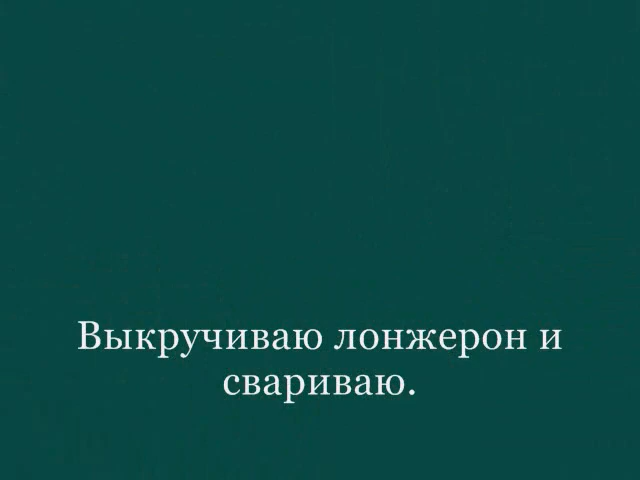 Выкручиваю лонжерон и
свариваю.